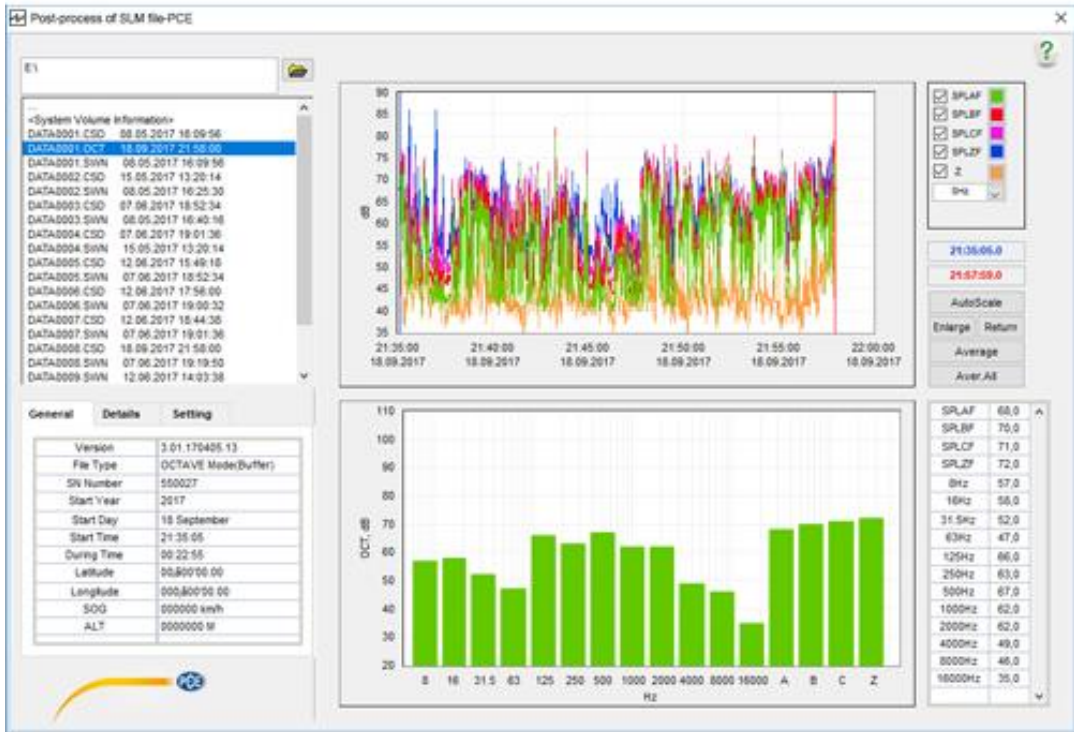 Post-process of SLM file-PCE
E:\
...
<System Volume Information>
DATA0001.CSD 08.05.2017 16:09:56
DATA0001.OCT 18.09.2017 21:58:00
DATA0001.SWN 08.05.2017 16:09:56
DATA0002.CSD 15.05.2017 13:20:14
DATA0002.SWN 08.05.2017 16:25:30
DATA0003.CSD 07.06.2017 18:52:34
DATA0003.SWN 08.05.2017 16:40:16
DATA0004.CSD 07.06.2017 19:01:36
DATA0004.SWN 15.05.2017 13:20:14
DATA0005.CSD 12.06.2017 15:49:18
DATA0005.SWN 07.06.2017 18:52:34
DATA0006.CSD 12.06.2017 17:56:00
DATA0006.SWN 07.06.2017 19:00:32
DATA0007.CSD 12.06.2017 18:44:38
DATA0007.SWN 07.06.2017 19:01:36
DATA0008.CSD 18.09.2017 21:58:00
DATA0008.SWN 07.06.2017 19:19:50
DATA0009.SWN 12.06.2017 14:03:38
General Details Setting
Version 3.01.170405.13
File Type OCTAVE Mode(Buffer)
SN Number 550027
Start Year 2017
Start Day 18 September
Start Time 21:35:05
During Time 00:22:55
Latitude
Longitude
SOG 000000 km/h
ALT 0000000 M
PCE
90
85
80
75
70
65
60
55
50
45
40
35
dB
21:35:00 21:40:00 21:45:00 21:50:00 21:55:00 22:00:00
18.09.2017 18.09.2017 18.09.2017 18.09.2017 18.09.2017 18.09.2017
110
100
90
80
70
60
50
40
30
20
OCT, dB
8 16 31.5 63 125 250 500 1000 2000 4000 8000 16000 A B C Z
Hz
?
SPLAF
SPLBF
SPLCF
SPLZF
Z
8Hz
21:35:05.0
21:57:59.0
AutoScale
Enlarge Return
Average
Aver.All
SPLAF 68,0
SPLBF 70,0
SPLCF 71,0
SPLZF 72,0
8Hz 57,0
16Hz 58,0
31.5Hz 52,0
63Hz 47,0
125Hz 66,0
250Hz 63,0
500Hz 67,0
1000Hz 62,0
2000Hz 62,0
4000Hz 49,0
8000Hz 46,0
16000Hz 35,0